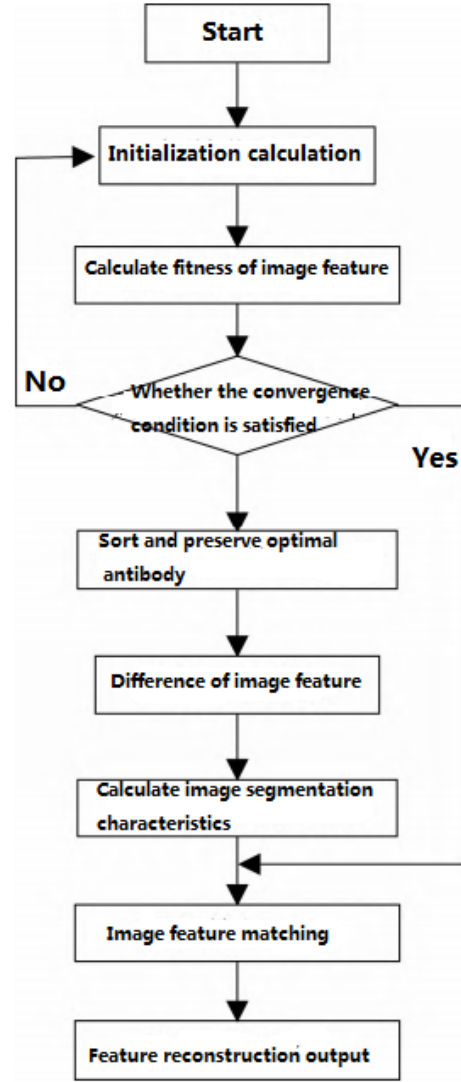 Start
Initialization calculation
Calculate fitness of image feature
No
Whether the convergence
condition is satisfied
Yes
Sort and preserve optimal
antibody
Difference of image feature
Calculate image segmentation
characteristics
Image feature matching
Feature reconstruction output